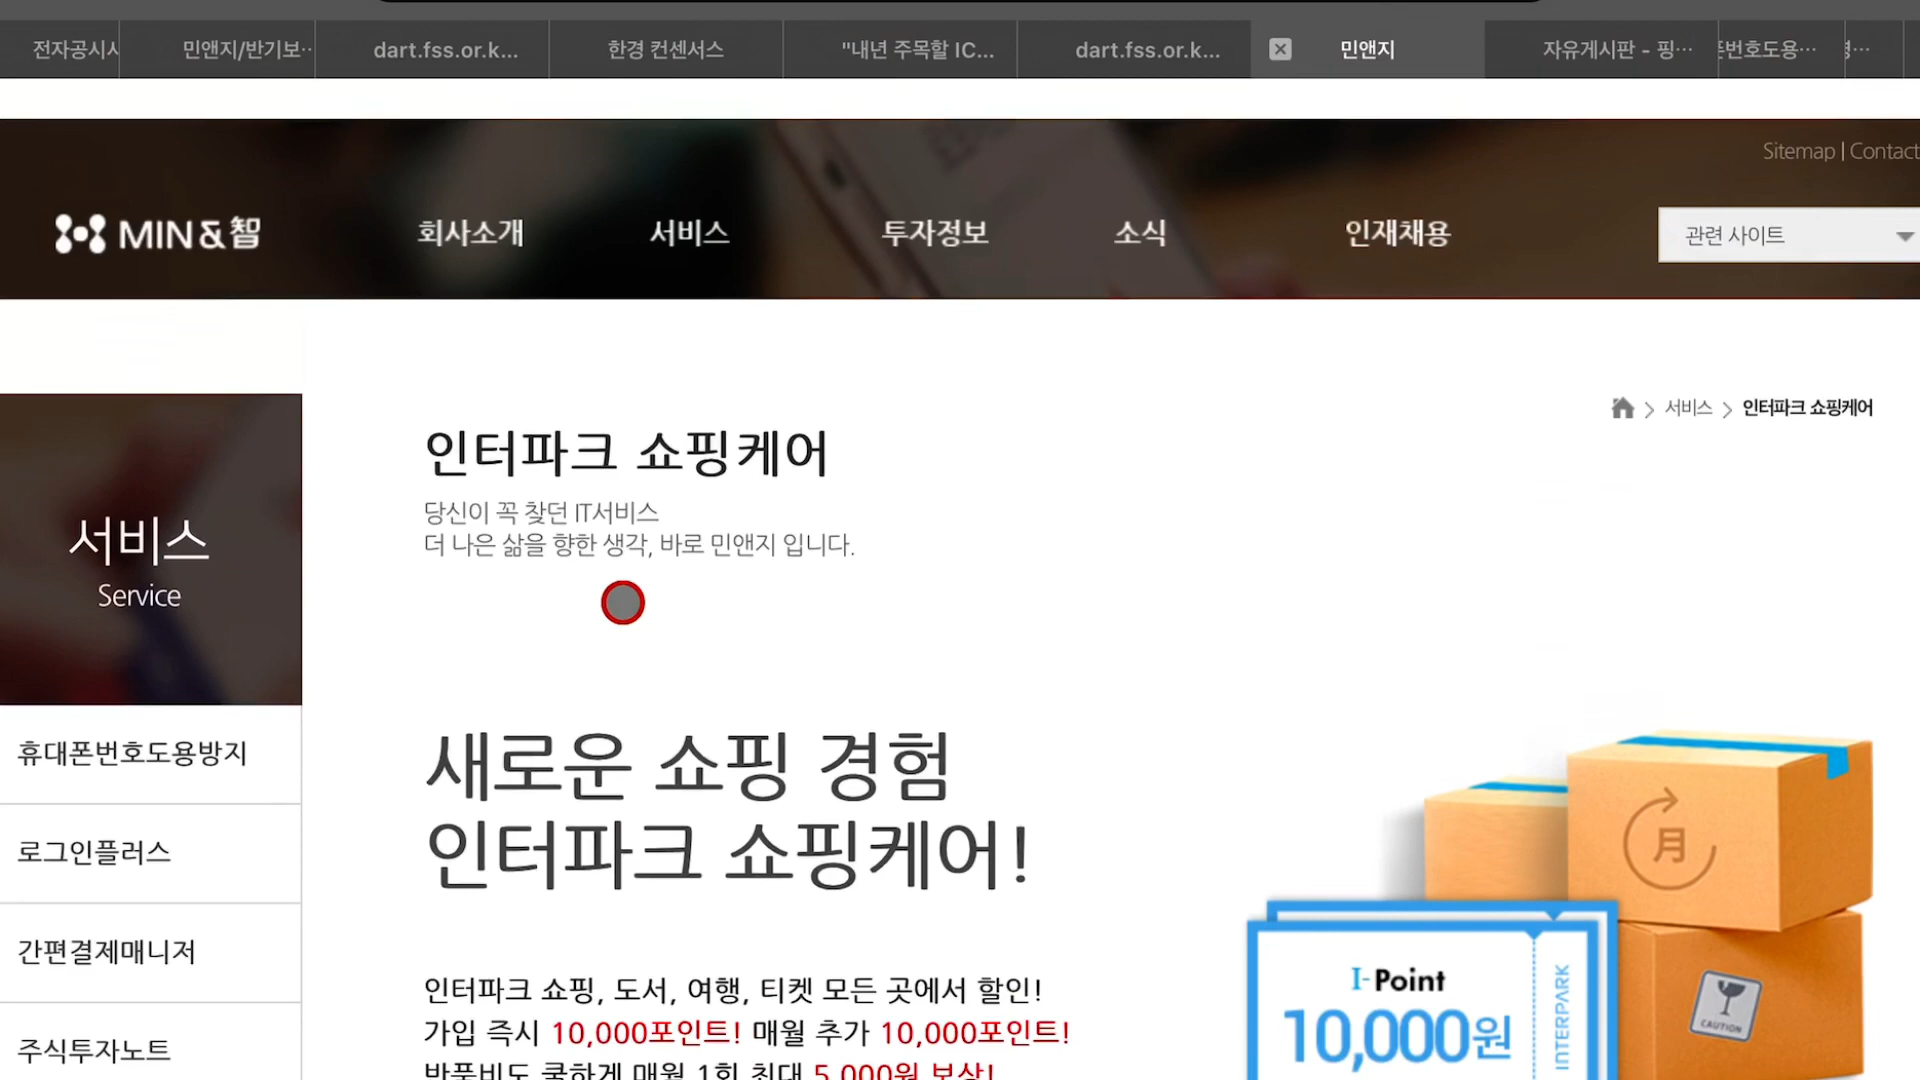 전자공시시
민앤지/반기보…
dart.fss.or.k...
한경 컨센서스
"내년 주목할 IC...
dart.fss.or.k...
민앤지
자유게시판 - 핑…
번호도용…
Sitemap | Contact
MIN&智
회사소개
서비스
투자정보
소식
인재채용
관련 사이트
서비스 > 인터파크 쇼핑케어
인터파크 쇼핑케어
당신이 꼭 찾던 IT서비스
더 나은 삶을 향한 생각, 바로 민앤지 입니다.
서비스
Service
휴대폰번호도용방지
로그인플러스
간편결제매니저
주식투자노트
새로운 쇼핑 경험
인터파크 쇼핑케어!
인터파크 쇼핑, 도서, 여행, 티켓 모든 곳에서 할인!
가입 즉시 10,000포인트! 매월 추가 10,000포인트!
반품비도 쿨하게 매월 1회 최대 5,000원 보상!
月
I-Point
10,000원
INTERPARK
CAUTION